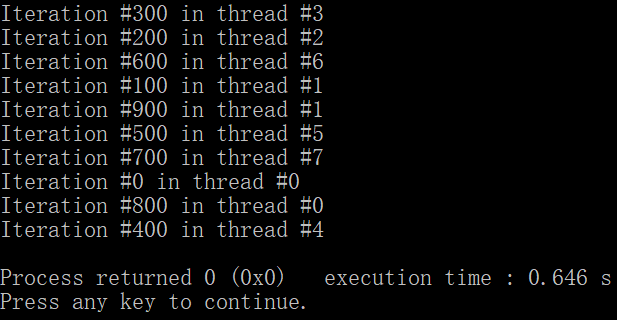 Iteration #300 in thread #3
Iteration #200 in thread #2
Iteration #600 in thread #6
Iteration #100 in thread #1
Iteration #900 in thread #1
Iteration #500 in thread #5
Iteration #700 in thread #7
Iteration #0 in thread #0
Iteration #800 in thread #0
Iteration #400 in thread #4

Process returned 0 (0x0)   execution time : 0.646 s
Press any key to continue.